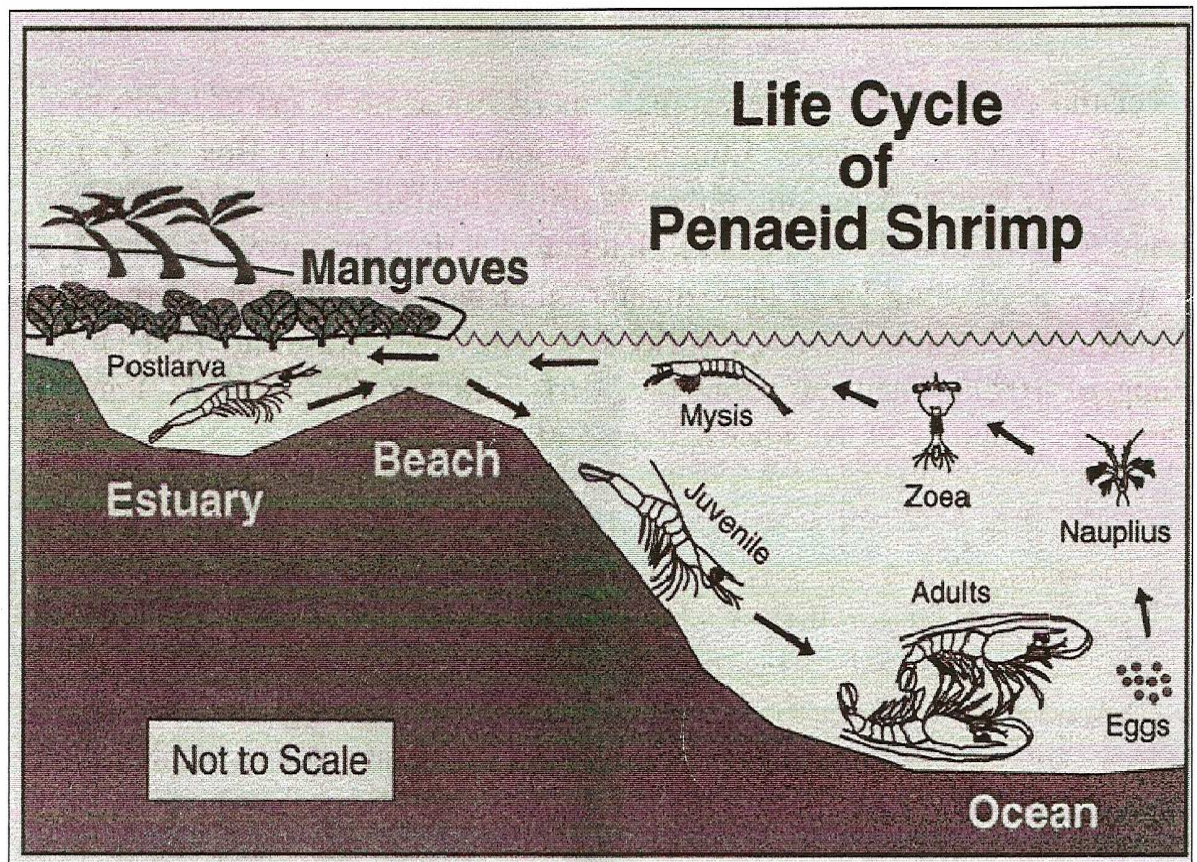 Life Cycle
of
Penaeid Shrimp
Mangroves
Postlarva
Mysis
Beach
Estuary
Zoea
Juvenile
Nauplius
Adults
Eggs
Not to Scale
Ocean